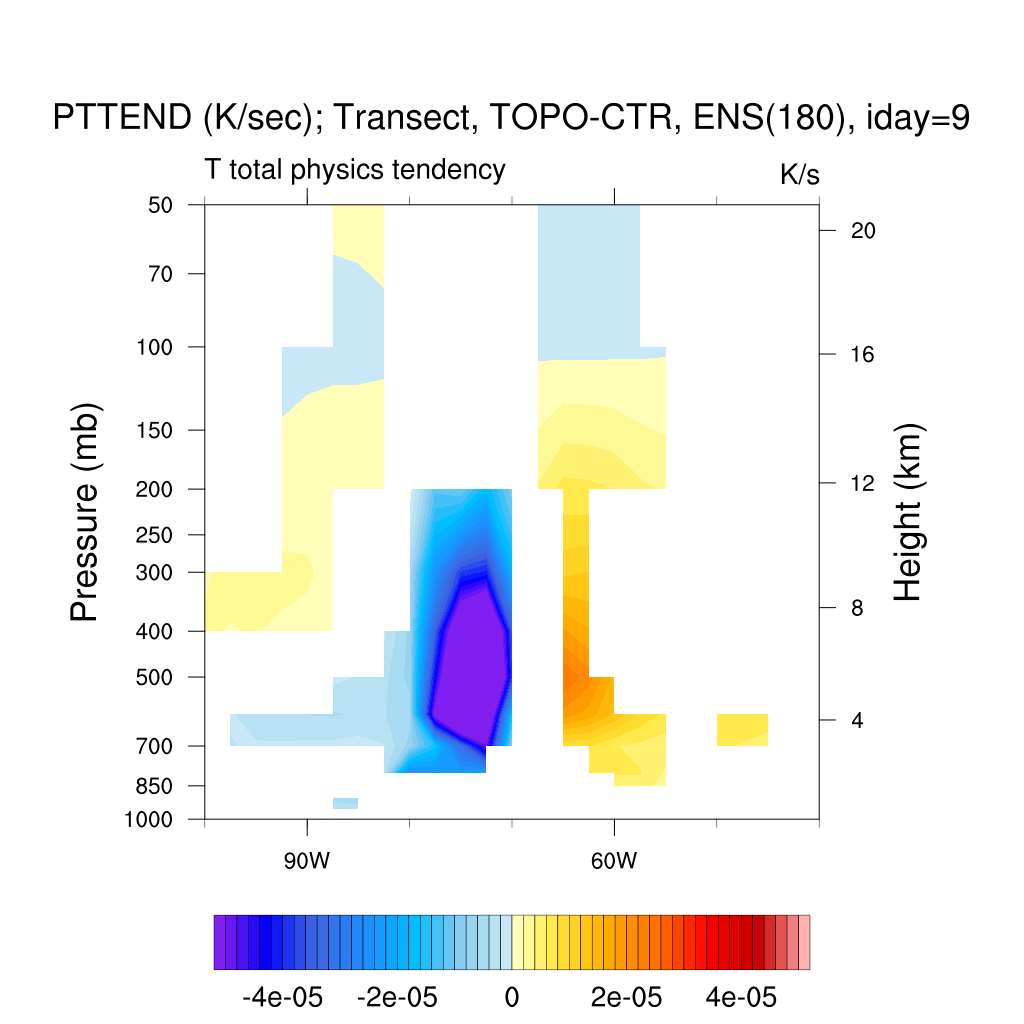 PTTEND (K/sec); Transect, TOPO-CTR, ENS(180), iday=9
T total physics tendency
K/s
50
70
100
150
200
250
300
400
500
600
700
850
1000
Pressure (mb)
20
16
12
8
4
Height (km)
90W
60W
-4e-05
-2e-05
0
2e-05
4e-05